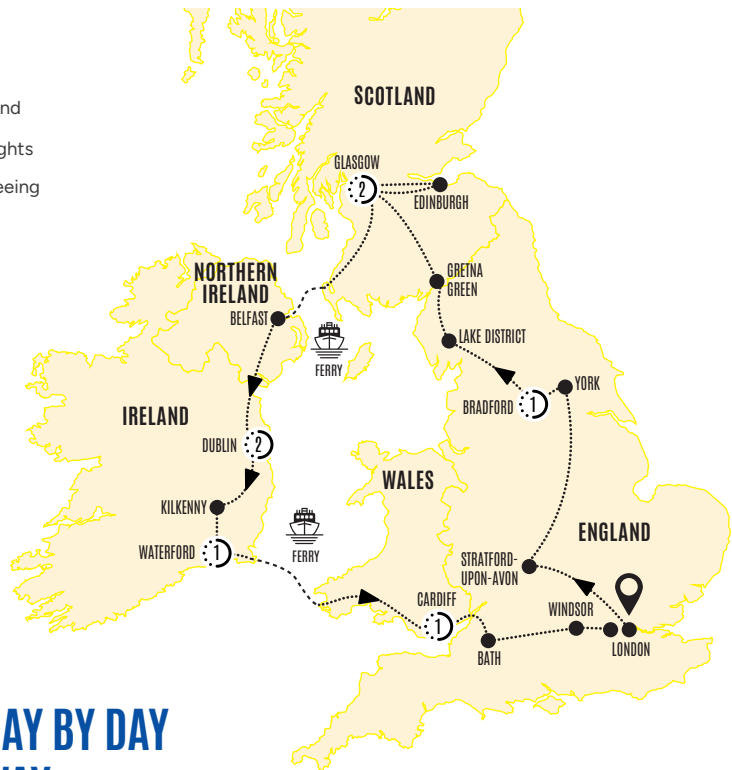 nd
ghts
eeing
SCOTLAND
GLASGOW
2
EDINBURGH
GRETNA
GREEN
NORTHERN
IRELAND
BELFAST
FERRY
LAKE DISTRICT
YORK
BRADFORD
1
IRELAND
DUBLIN
2
WALES
KILKENNY
WATERFORD
1
FERRY
ENGLAND
STRATFORD-
UPON-AVON
CARDIFF
1
WINDSOR
BATH
LONDON
AY BY DAY